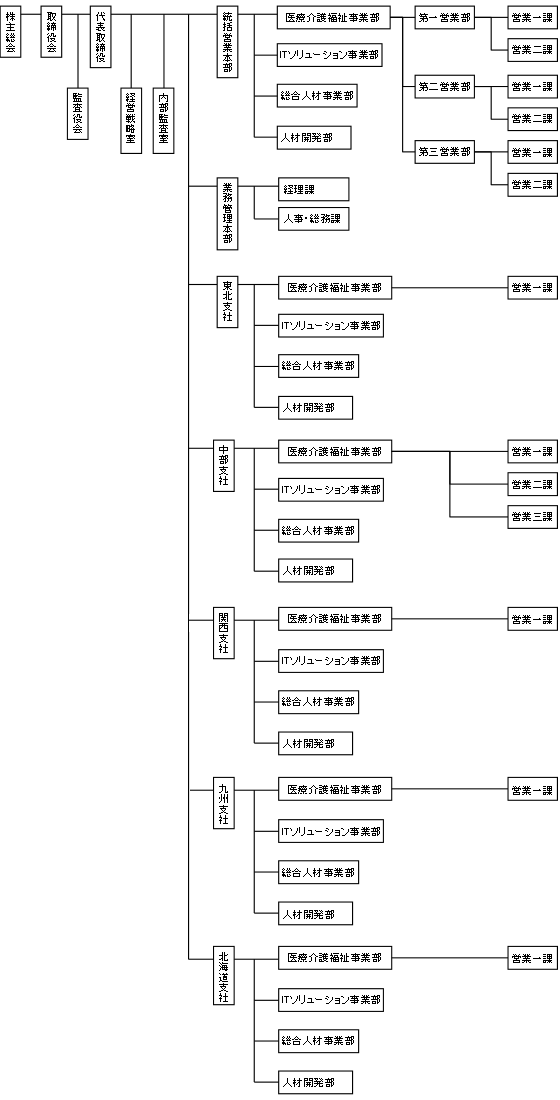 株主総会
取締役会
代表取締役
監査役会
経営戦略室
内部監査室
統括営業本部
医療介護福祉事業部
第一営業部
営業一課
営業二課
ITソリューション事業部
総合人材事業部
人材開発部
第二営業部
営業一課
営業二課
第三営業部
営業一課
営業二課
業務管理本部
経理課
人事・総務課
東北支社
医療介護福祉事業部
営業一課
ITソリューション事業部
総合人材事業部
人材開発部
中部支社
医療介護福祉事業部
営業一課
営業二課
営業三課
ITソリューション事業部
総合人材事業部
人材開発部
関西支社
医療介護福祉事業部
営業一課
ITソリューション事業部
総合人材事業部
人材開発部
九州支社
医療介護福祉事業部
営業一課
ITソリューション事業部
総合人材事業部
人材開発部
北海道支社
医療介護福祉事業部
営業一課
ITソリューション事業部
総合人材事業部
人材開発部